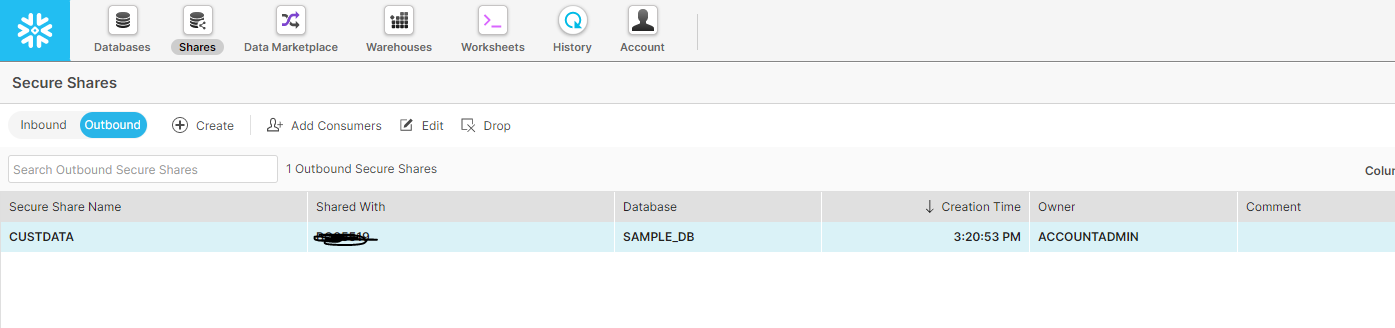 Databases Shares Data Marketplace Warehouses Worksheets History Account
Secure Shares
Inbound Outbound Create Add Consumers Edit Drop
Search Outbound Secure Shares 1 Outbound Secure Shares Colu
Secure Share Name Shared With Database ↓ Creation Time Owner Comment
CUSTDATA SAMPLE_DB 3:20:53 PM ACCOUNTADMIN